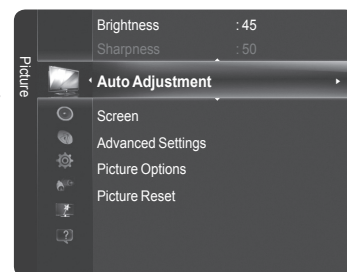 Picture
Brightness : 45
Sharpness : 50
Auto Adjustment
Screen
Advanced Settings
Picture Options
Picture Reset